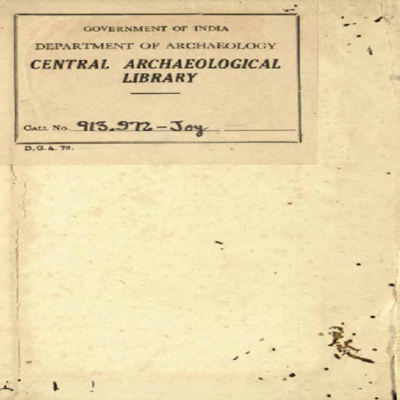 GOVERNMENT OF INDIA
DEPARTMENT OF ARCHAEOLOGY
CENTRAL ARCHAEOLOGICAL
LIBRARY
CALL No. 913.972 - Joy
D.G.A. 79.